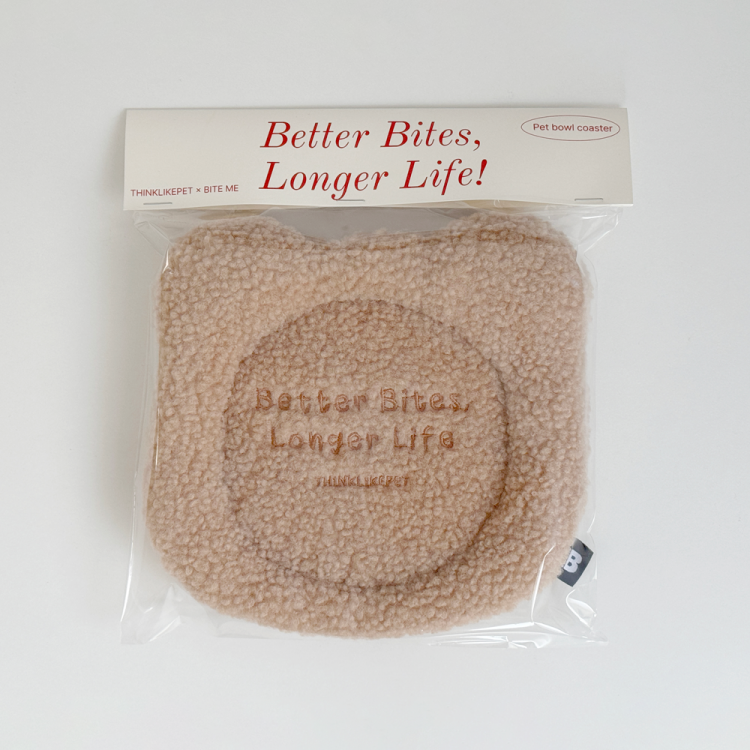 Better Bites,
Longer Life!
Pet bowl coaster
THINKLIKEPET × BITE ME
Better Bites,
Longer Life
THINKLIKEPET
B